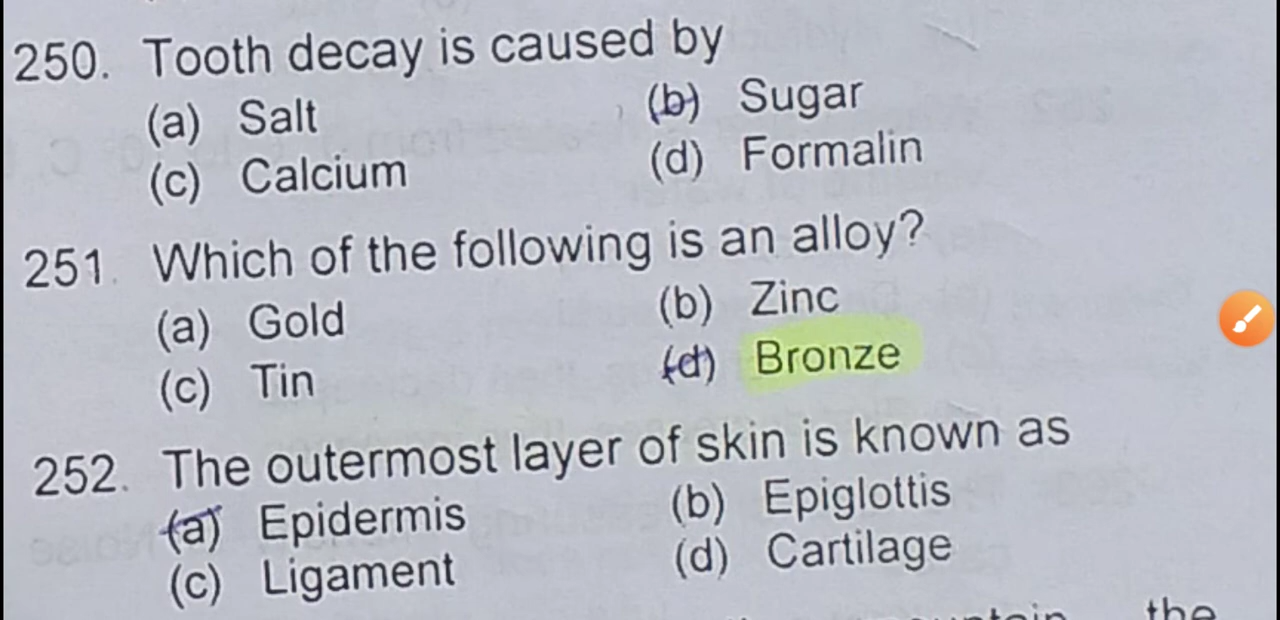 250. Tooth decay is caused by
(a) Salt (b) Sugar
(c) Calcium (d) Formalin
251. Which of the following is an alloy?
(a) Gold (b) Zinc
(c) Tin (d) Bronze
252. The outermost layer of skin is known as
(a) Epidermis (b) Epiglottis
(c) Ligament (d) Cartilage
the